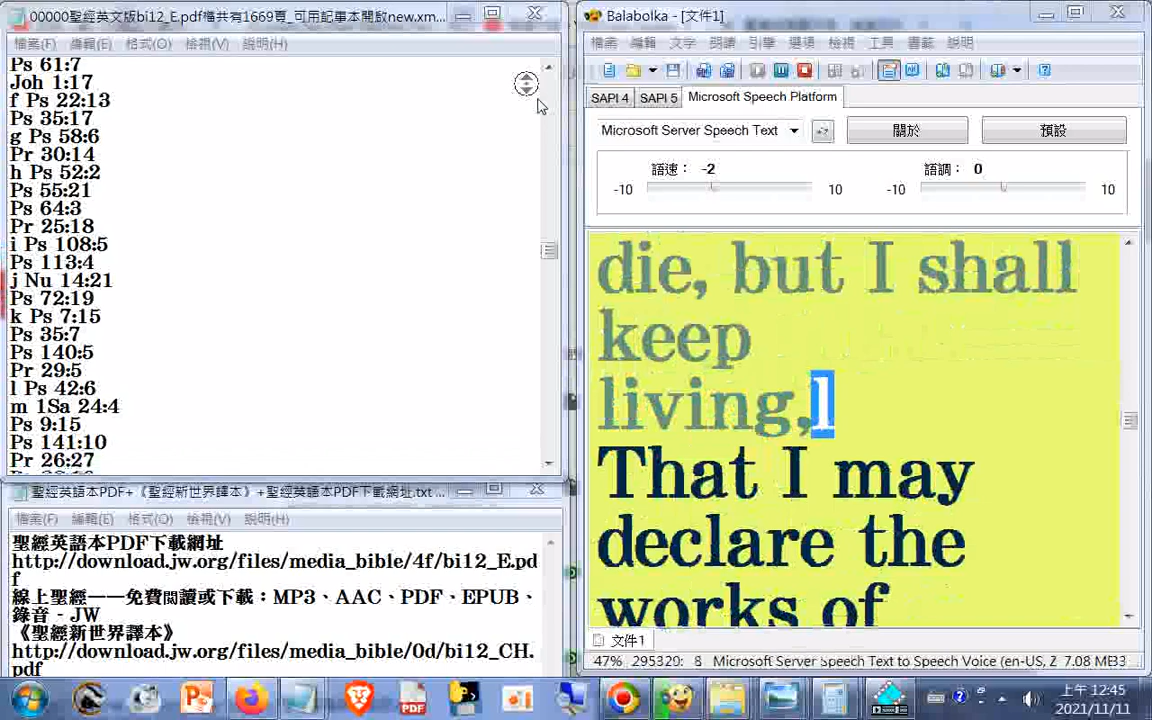 00000聖經英文版bi12_E.pdf檔共有1669頁_可用記事本開啟new.xm...
檔案(F) 編輯(E) 格式(O) 檢視(V) 說明(H)
Ps 61:7
Joh 1:17
f Ps 22:13
Ps 35:17
g Ps 58:6
Pr 30:14
h Ps 52:2
Ps 55:21
Ps 64:3
Pr 25:18
i Ps 108:5
Ps 113:4
j Nu 14:21
Ps 72:19
k Ps 7:15
Ps 35:7
Ps 140:5
Pr 29:5
l Ps 42:6
m 1Sa 24:4
Ps 9:15
Ps 141:10
Pr 26:27
聖經英語本PDF+《聖經新世界譯本》+聖經英語本PDF下載網址.txt ...
檔案(F) 編輯(E) 格式(O) 檢視(V) 說明(H)
聖經英語本PDF下載網址
http://download.jw.org/files/media_bible/4f/bi12_E.pd
f
線上聖經——免費閱讀或下載：MP3、AAC、PDF、EPUB、
錄音 - JW
《聖經新世界譯本》
http://download.jw.org/files/media_bible/0d/bi12_CH.
pdf
Balabolka - [文件1]
檔案 編輯 文字 朗讀 引擎 選項 檢視 工具 書籤 說明
SAPI 4 SAPI 5 Microsoft Speech Platform
Microsoft Server Speech Text
關於 預設
語速： -2 語調： 0
-10 10 -10 10
die, but I shall
keep
living,l
That I may
declare the
works of
文件1
47% 295320: 8 Microsoft Server Speech Text to Speech Voice (en-US, Z 7.08 MB
上午 12:45
2021/11/11